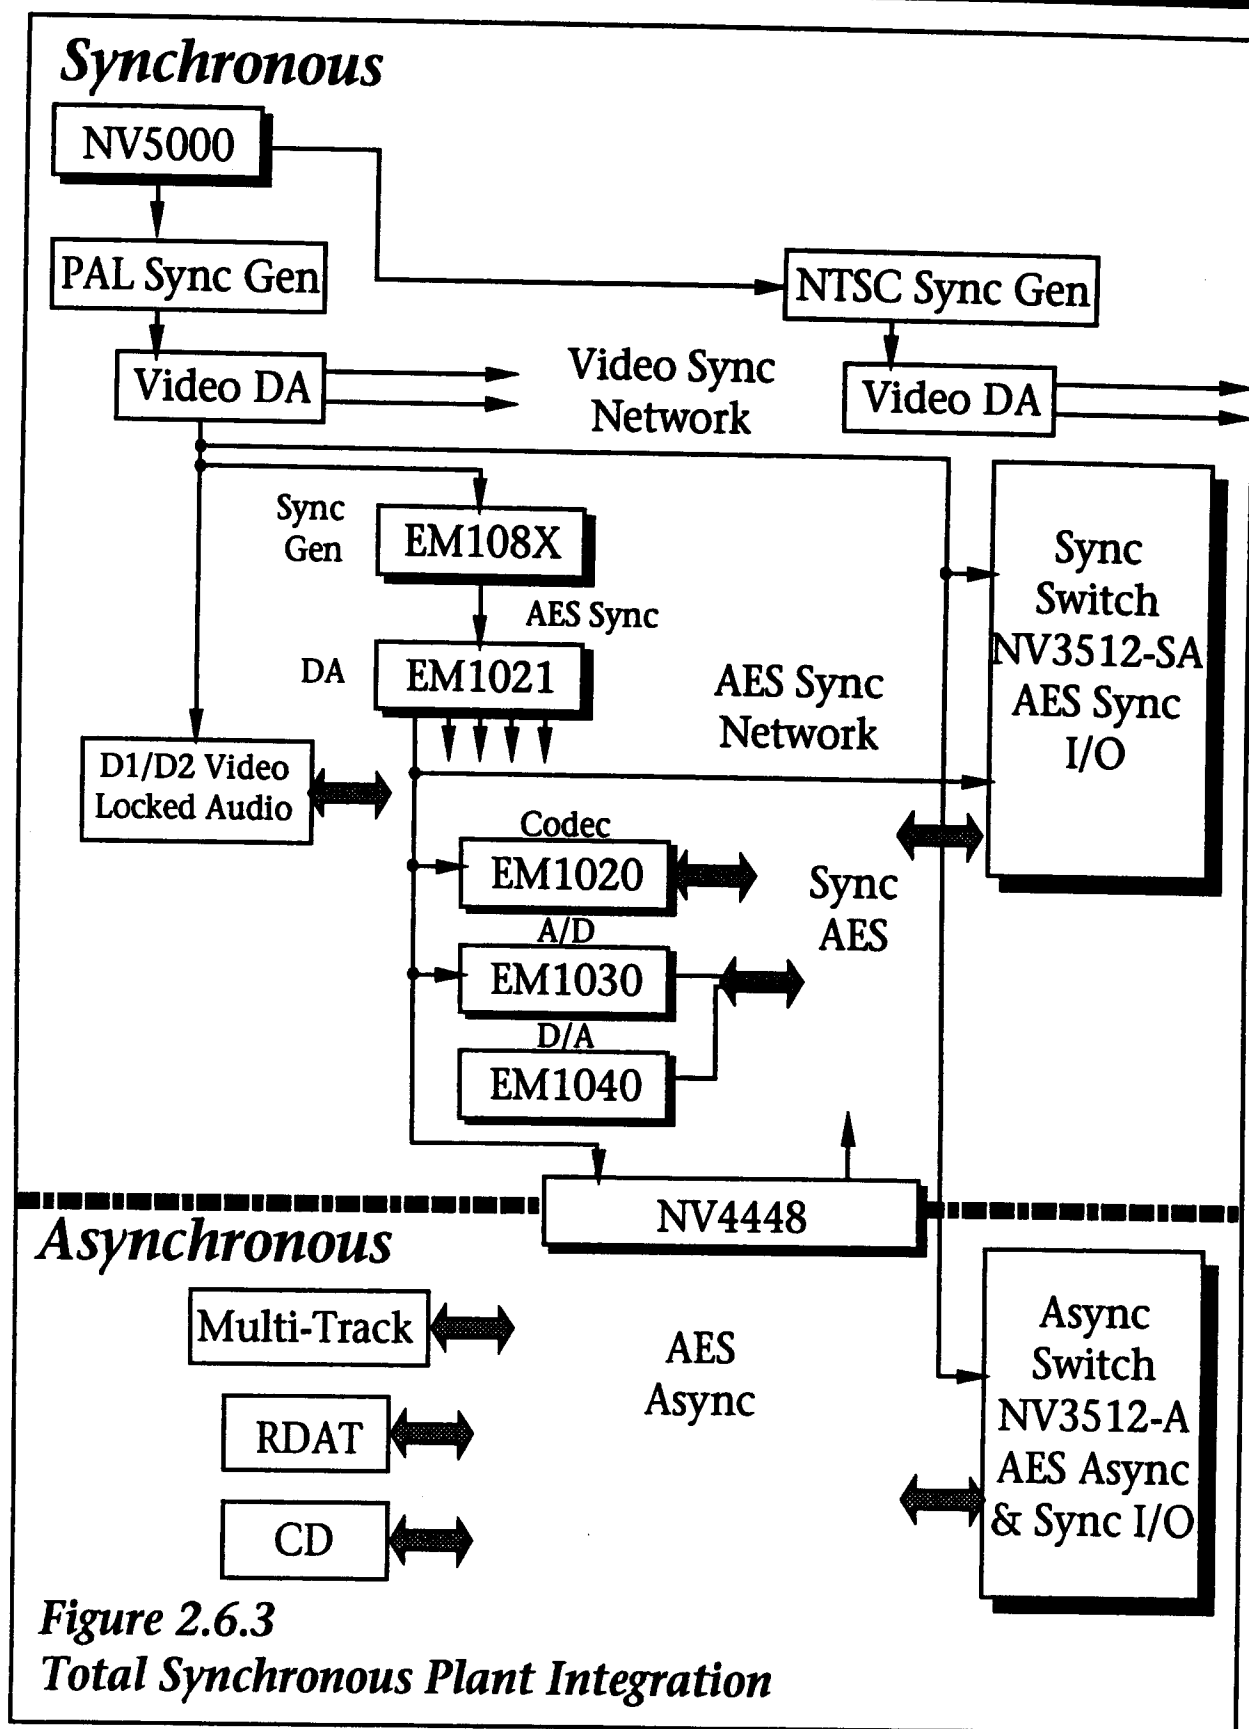 Synchronous
NV5000
PAL Sync Gen
NTSC Sync Gen
Video DA
Video Sync
Network
Video DA
Sync
Gen
EM108X
AES Sync
DA
EM1021
AES Sync
Network
Sync
Switch
NV3512-SA
AES Sync
I/O
D1/D2 Video
Locked Audio
Codec
EM1020
Sync
AES
A/D
EM1030
D/A
EM1040
NV4448
Asynchronous
Multi-Track
AES
Async
RDAT
CD
Async
Switch
NV3512-A
AES Async
& Sync I/O
Figure 2.6.3
Total Synchronous Plant Integration